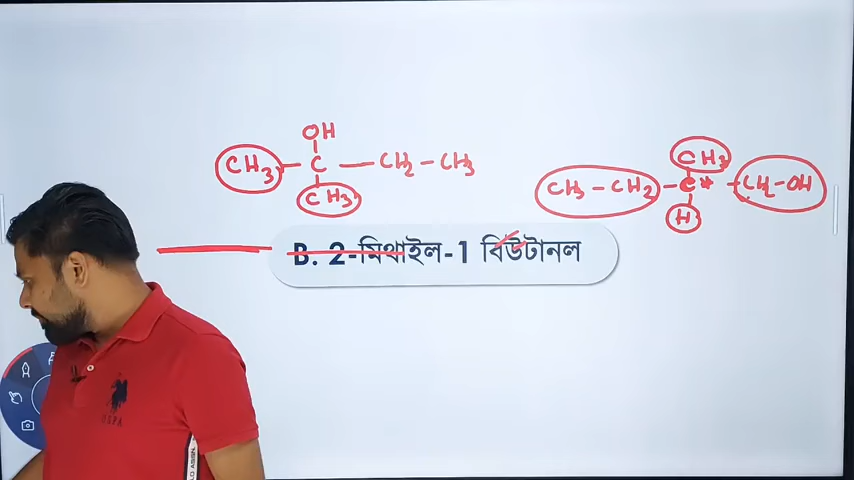 OH
CH3 - C - CH2 - CH3
CH3
CH3
CH3 - CH2 - C* - CH2 - OH
H
B. 2-মিথাইল-1 বিউটানল